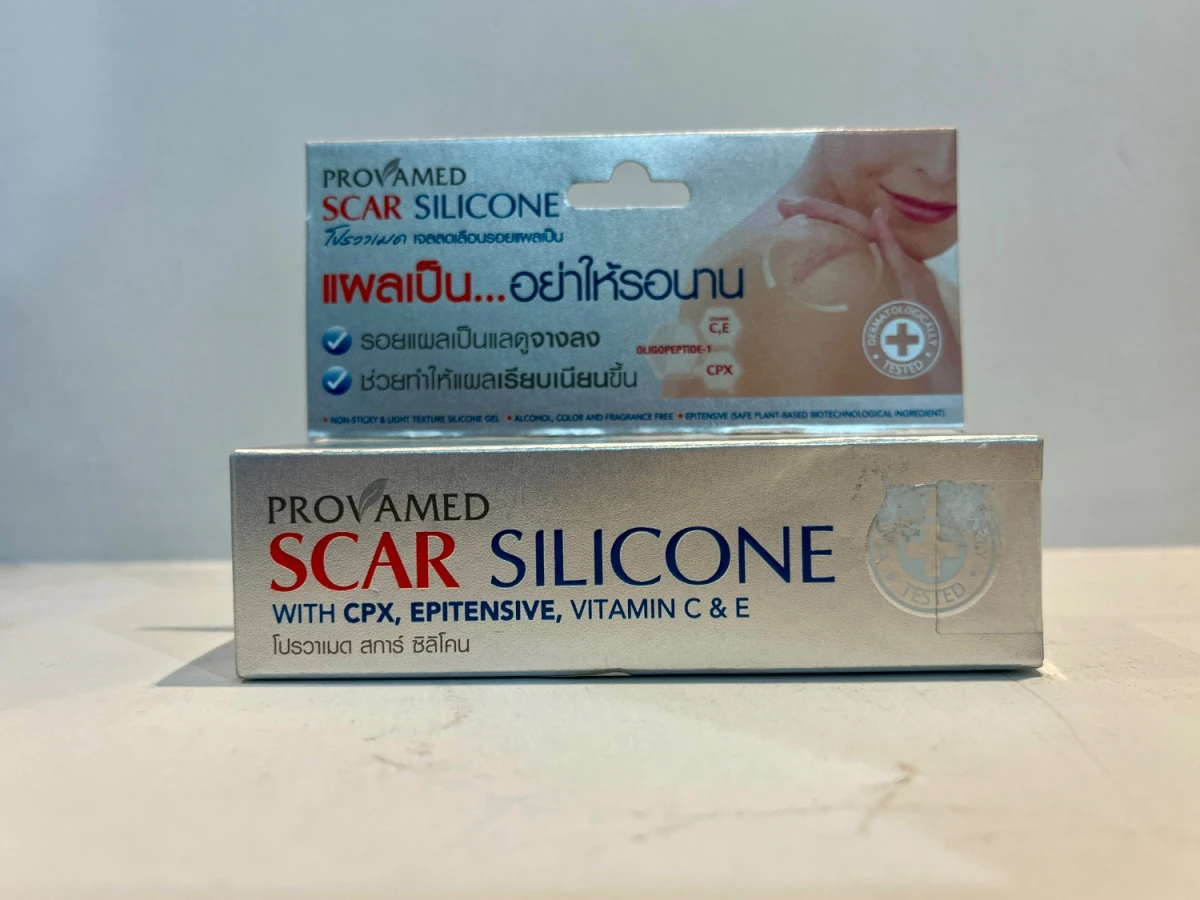 PROVAMED
SCAR SILICONE
โปรวาเมด เจลลดเลือนรอยแผลเป็น
แผลเป็น...อย่าให้รอนาน
รอยแผลเป็นแลดูจางลง
ช่วยทำให้แผลเรียบเนียนขึ้น
VITAMIN
C,E
OLIGOPEPTIDE-1
CPX
DERMATOLOGICALLY
TESTED
• NON-STICKY & LIGHT TEXTURE SILICONE GEL • ALCOHOL, COLOR AND FRAGRANCE FREE • EPITENSIVE (SAFE PLANT-BASED BIOTECHNOLOGICAL INGREDIENT)
PROVAMED
SCAR SILICONE
WITH CPX, EPITENSIVE, VITAMIN C & E
โปรวาเมด สการ์ ซิลิโคน
TESTED